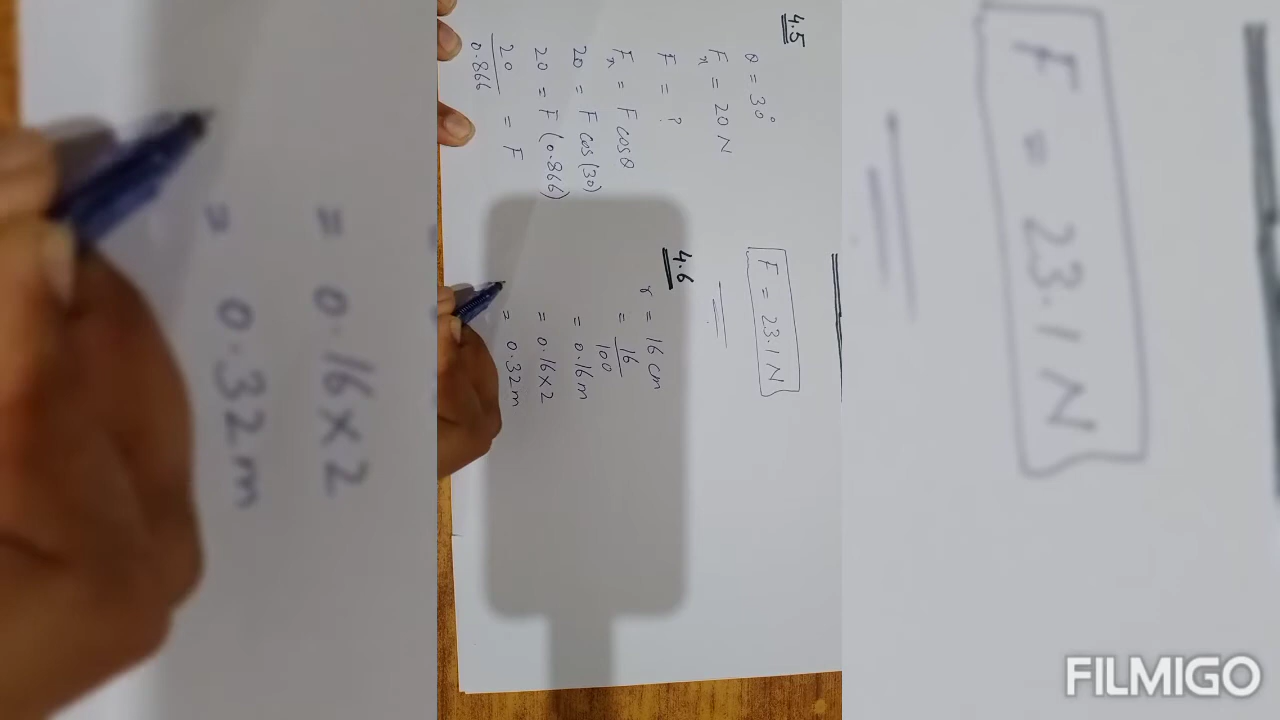 4.5
θ = 30°
Fx = 20 N
F = ?
Fx = F cosθ
20 = F cos(30)
20 = F (0.866)
20/0.866 = F
F = 23.1 N
4.6
r = 16 cm
= 16/100
= 0.16 m
= 0.16 × 2
= 0.32 m
= 0.16 × 2
= 0.32 m
F = 23.1 N
FILMIGO